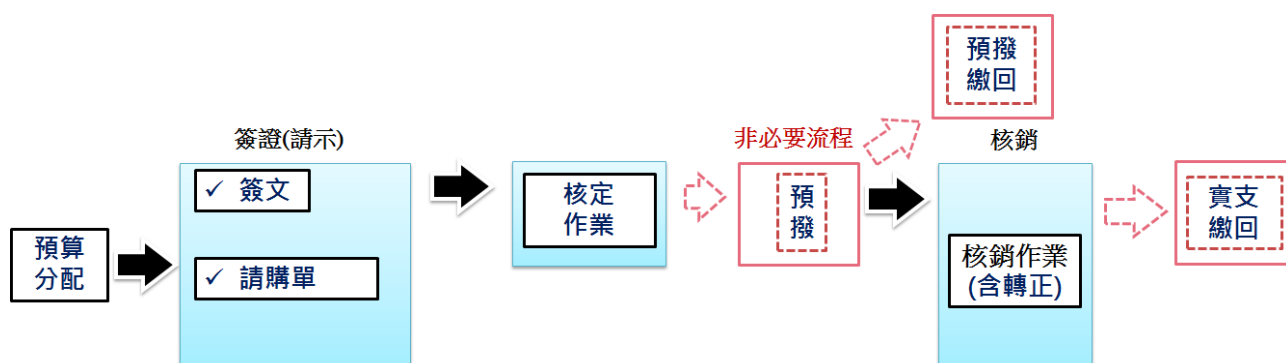 預算
分配
簽證(請示)
✓ 簽文
✓ 請購單
核定
作業
非必要流程
預
撥
預撥
繳回
核銷
核銷作業
(含轉正)
實支
繳回